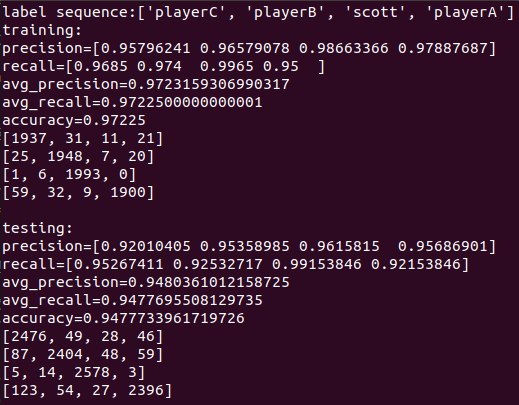 label sequence:['playerC', 'playerB', 'scott', 'playerA']
training:
precision=[0.95796241 0.96579078 0.98663366 0.97887687]
recall=[0.9685 0.974  0.9965 0.95  ]
avg_precision=0.9723159306990317
avg_recall=0.9722500000000001
accuracy=0.97225
[1937, 31, 11, 21]
[25, 1948, 7, 20]
[1, 6, 1993, 0]
[59, 32, 9, 1900]
testing:
precision=[0.92010405 0.95358985 0.9615815  0.95686901]
recall=[0.95267411 0.92532717 0.99153846 0.92153846]
avg_precision=0.9480361012158725
avg_recall=0.9477695508129735
accuracy=0.9477733961719726
[2476, 49, 28, 46]
[87, 2404, 48, 59]
[5, 14, 2578, 3]
[123, 54, 27, 2396]